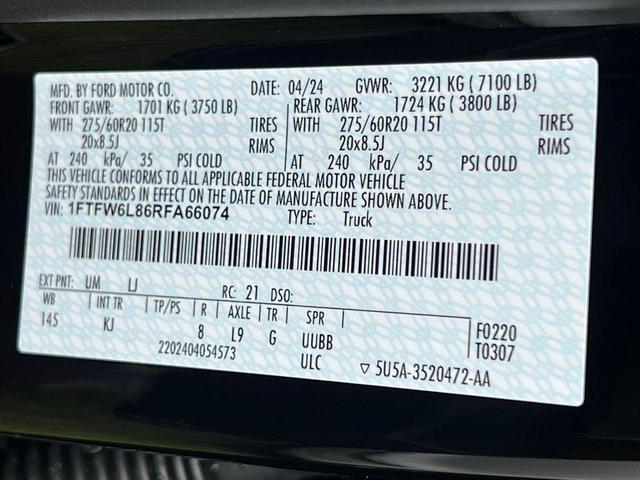 MFD. BY FORD MOTOR CO. DATE: 04/24 GVWR: 3221 KG ( 7100 LB)
FRONT GAWR: 1701 KG ( 3750 LB) REAR GAWR: 1724 KG ( 3800 LB)
WITH 275/60R20 115T TIRES WITH 275/60R20 115T TIRES
20x8.5J RIMS 20x8.5J RIMS
AT 240 kPa/ 35 PSI COLD AT 240 kPa/ 35 PSI COLD
THIS VEHICLE CONFORMS TO ALL APPLICABLE FEDERAL MOTOR VEHICLE
SAFETY STANDARDS IN EFFECT ON THE DATE OF MANUFACTURE SHOWN ABOVE.
VIN: 1FTFW6L86RFA66074 TYPE: Truck
EXT PNT: UM LJ RC: 21 DSO:
WB INT TR TP/PS R AXLE TR SPR
145 KJ 8 L9 G UUBB F0220
2202404054573 ULC T0307
▽ 5U5A-3520472-AA